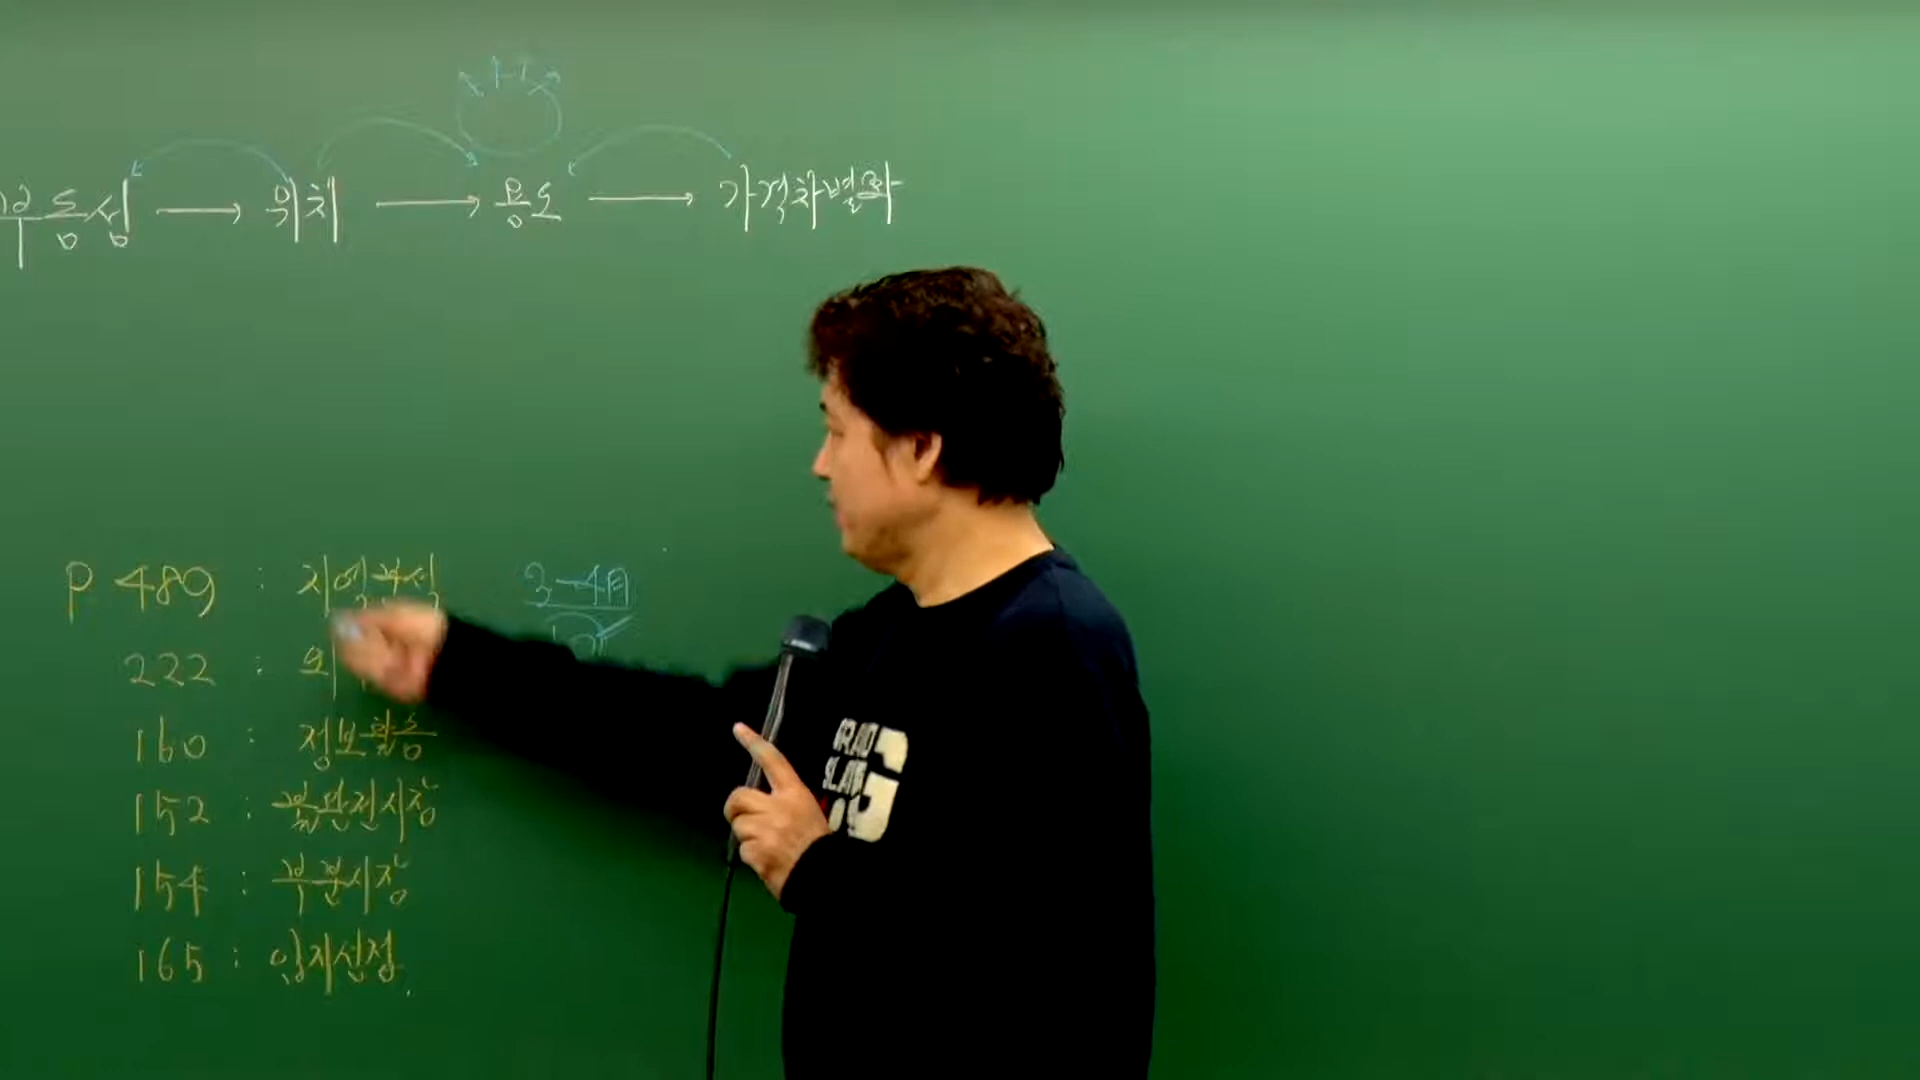 부동성 → 위치 → 용도 → 가격차별화
P 489 : 지역분석 3-4月
222 : 외
160 : 정보활동
152 : 불완전시장
154 : 부분시장
165 : 입지선정